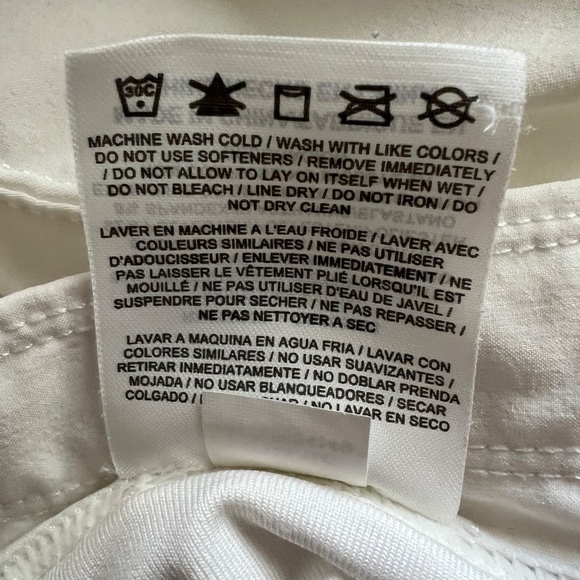 30C
MACHINE WASH COLD / WASH WITH LIKE COLORS /
DO NOT USE SOFTENERS / REMOVE IMMEDIATELY
/ DO NOT ALLOW TO LAY ON ITSELF WHEN WET /
DO NOT BLEACH / LINE DRY / DO NOT IRON / DO
NOT DRY CLEAN
LAVER EN MACHINE A L'EAU FROIDE / LAVER AVEC
COULEURS SIMILAIRES / NE PAS UTILISER
D'ADOUCISSEUR / ENLEVER IMMEDIATEMENT / NE
PAS LAISSER LE VÊTEMENT PLIÉ LORSQU'IL EST
MOUILLÉ / NE PAS UTILISER D'EAU DE JAVEL /
SUSPENDRE POUR SECHER / NE PAS REPASSER /
NE PAS NETTOYER A SEC
LAVAR A MAQUINA EN AGUA FRIA / LAVAR CON
COLORES SIMILARES / NO USAR SUAVIZANTES /
RETIRAR INMEDIATAMENTE / NO DOBLAR PRENDA
MOJADA / NO USAR BLANQUEADORES / SECAR
COLGADO / NO LAVAR EN SECO